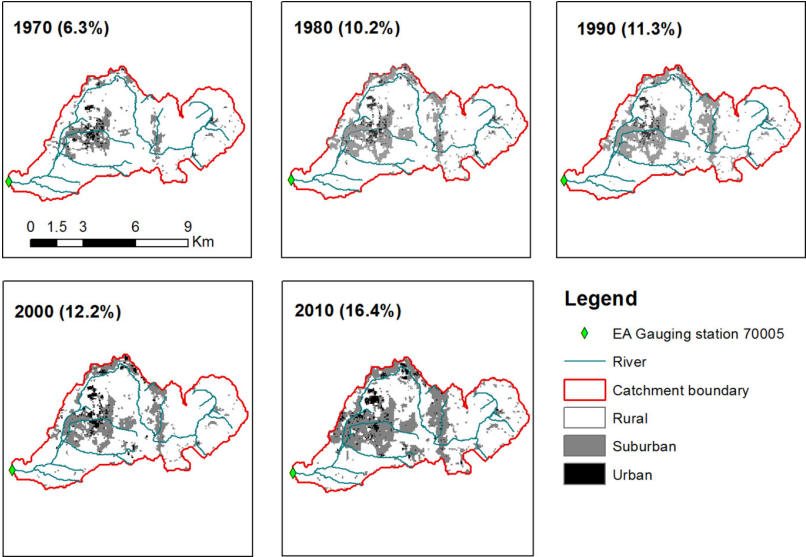 1970 (6.3%)
1980 (10.2%)
1990 (11.3%)
0 1.5 3 6 9
Km
2000 (12.2%)
2010 (16.4%)
Legend
EA Gauging station 70005
River
Catchment boundary
Rural
Suburban
Urban